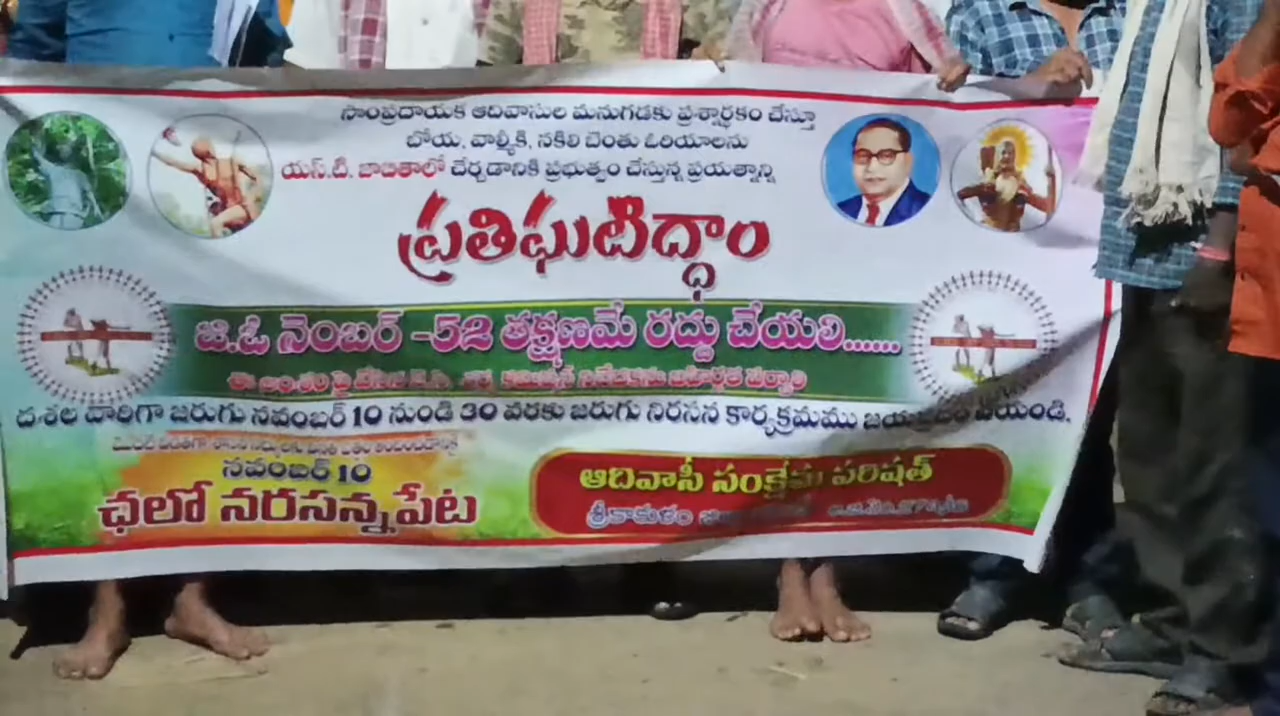 సాంప్రదాయక ఆదివాసుల మనుగడకు ప్రశ్నార్థకం చేస్తూ
బోయ, వాల్మీకి, నకిలీ బెంతు ఓరియాలను
యస్.టి. జాబితాలో చేర్చడానికి ప్రభుత్వం చేస్తున్న ప్రయత్నాన్ని
ప్రతిఘటిద్దాం
జి.ఓ నెంబర్ -52 తక్షణమే రద్దు చేయలి......
దశల వారిగా జరుగు నవంబర్ 10 నుండి 30 వరకు జరుగు నిరసన కార్యక్రమము జయప్రదం చేయండి.
నవంబర్ 10
ఛలో నరసన్నపేట
ఆదివాసీ సంక్షేమ పరిషత్
శ్రీకాకుళం